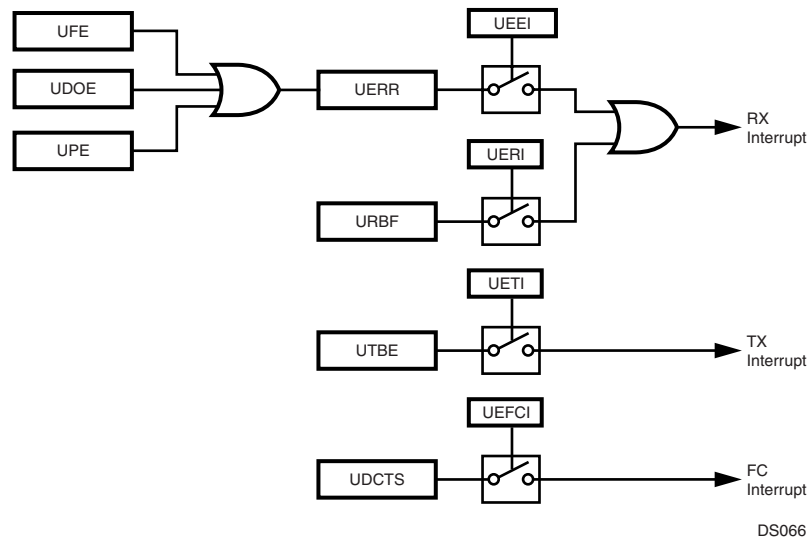 UFE
UDOE
UPE
UERR
UEEI
RX
Interrupt
UERI
URBF
UETI
UTBE
TX
Interrupt
UEFCI
UDCTS
FC
Interrupt
DS066